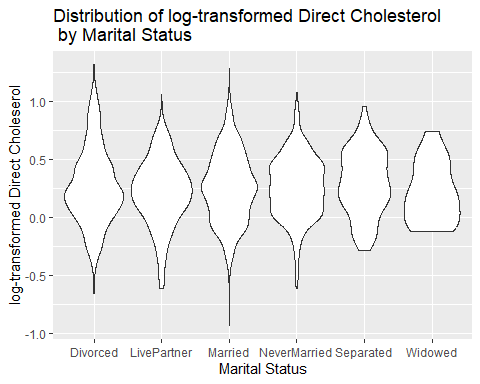 Distribution of log-transformed Direct Cholesterol
by Marital Status
log-transformed Direct Choleserol
1.0
0.5
0.0
-0.5
-1.0
Divorced LivePartner Married NeverMarried Separated Widowed
Marital Status